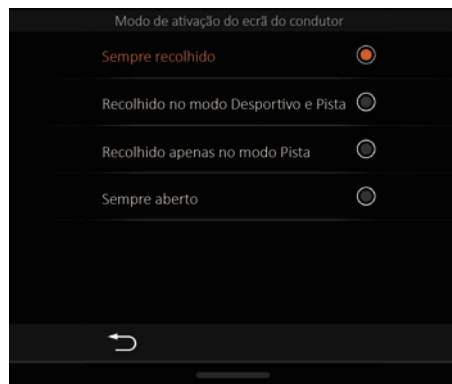 Modo de ativação do ecrã do condutor
Sempre recolhido
Recolhido no modo Desportivo e Pista
Recolhido apenas no modo Pista
Sempre aberto